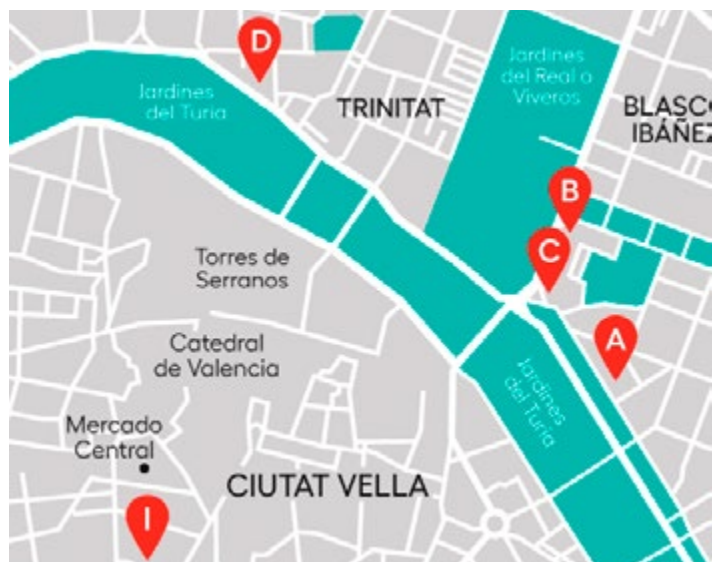 D
Jardines
del Turia
TRINITAT
Jardines
del Real o
Viveros
BLASCO
IBÁÑEZ
B
C
Torres de
Serranos
A
Catedral
de Valencia
Jardines
del Turia
Mercado
Central
CIUTAT VELLA
I